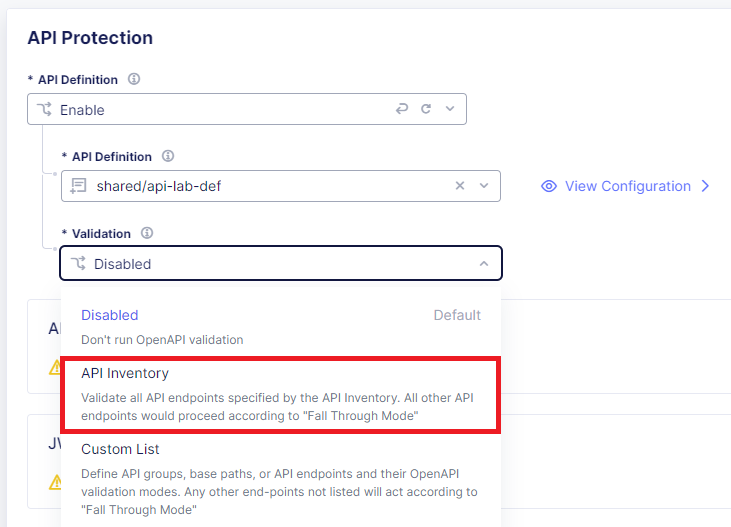 API Protection
* API Definition
Enable
* API Definition
shared/api-lab-def
View Configuration
* Validation
Disabled
Disabled Default
Don't run OpenAPI validation
API Inventory
Validate all API endpoints specified by the API Inventory. All other API
endpoints would proceed according to "Fall Through Mode"
Custom List
Define API groups, base paths, or API endpoints and their OpenAPI
validation modes. Any other end-points not listed will act according to
"Fall Through Mode"